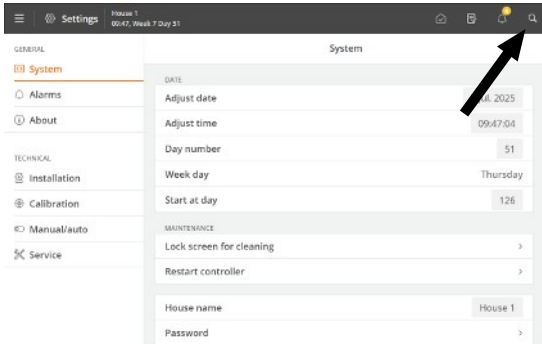 Settings
House 1
09:47, Week 7 Day 51
GENERAL
System
Alarms
About
TECHNICAL
Installation
Calibration
Manual/auto
Service
System
DATE
Adjust date
2025
Adjust time
09:47:04
Day number
51
Week day
Thursday
Start at day
126
MAINTENANCE
Lock screen for cleaning
Restart controller
House name
House 1
Password